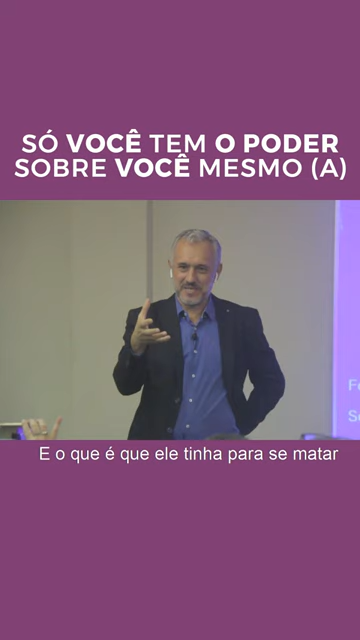 SÓ VOCÊ TEM O PODER
SOBRE VOCÊ MESMO (A)
E o que é que ele tinha para se matar